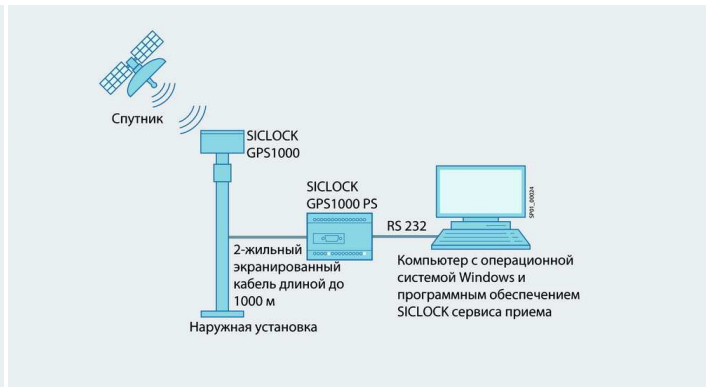 Спутник
SICLOCK
GPS1000
SICLOCK
GPS1000 PS
RS 232
SP01_00024
2-жильный
экранированный
кабель длиной до
1000 м
Наружная установка
Компьютер с операционной
системой Windows и
программным обеспечением
SICLOCK сервиса приема